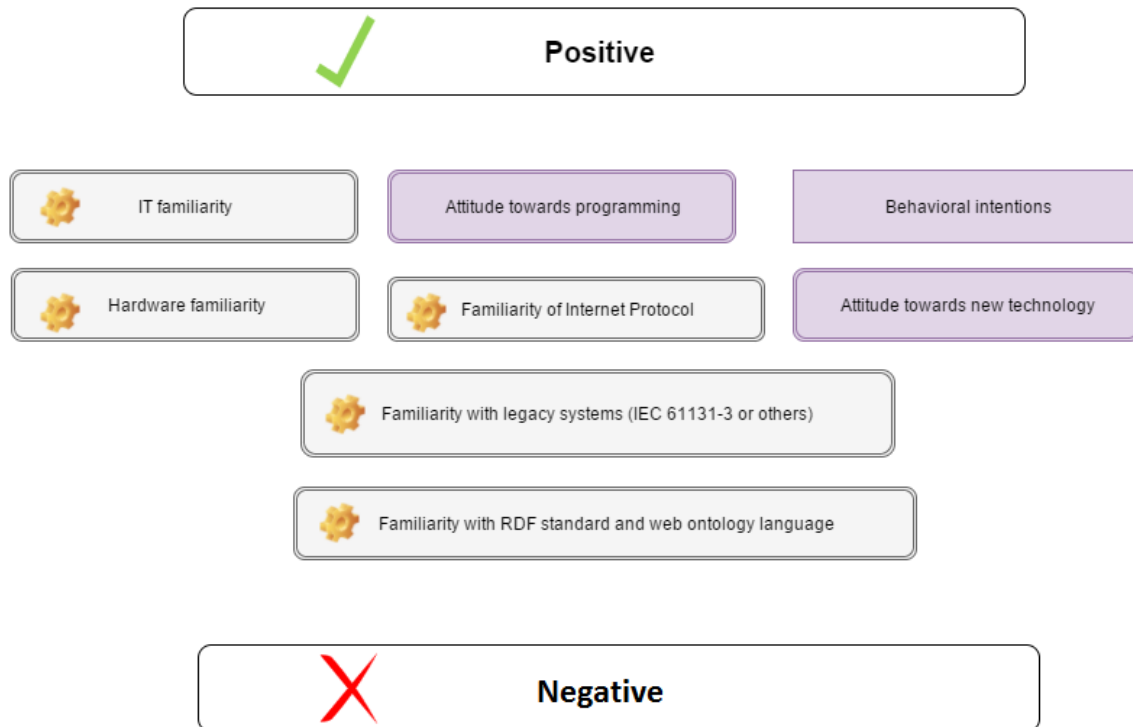 Positive
IT familiarity
Attitude towards programming
Behavioral intentions
Hardware familiarity
Familiarity of Internet Protocol
Attitude towards new technology
Familiarity with legacy systems (IEC 61131-3 or others)
Familiarity with RDF standard and web ontology language
Negative